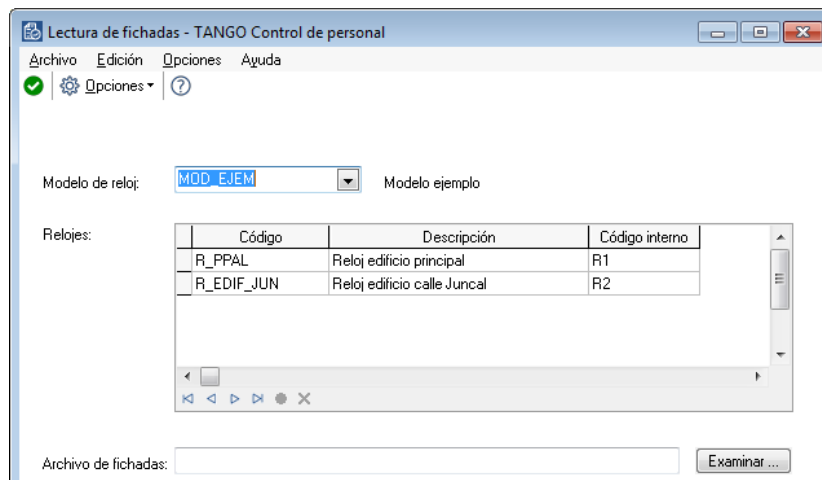 Lectura de fichadas - TANGO Control de personal
Archivo Edición Opciones Ayuda
Opciones
Modelo de reloj: MOD_EJEM Modelo ejemplo
Relojes:
Código Descripción Código interno
R_PPAL Reloj edificio principal R1
R_EDIF_JUN Reloj edificio calle Juncal R2
Archivo de fichadas: Examinar ...